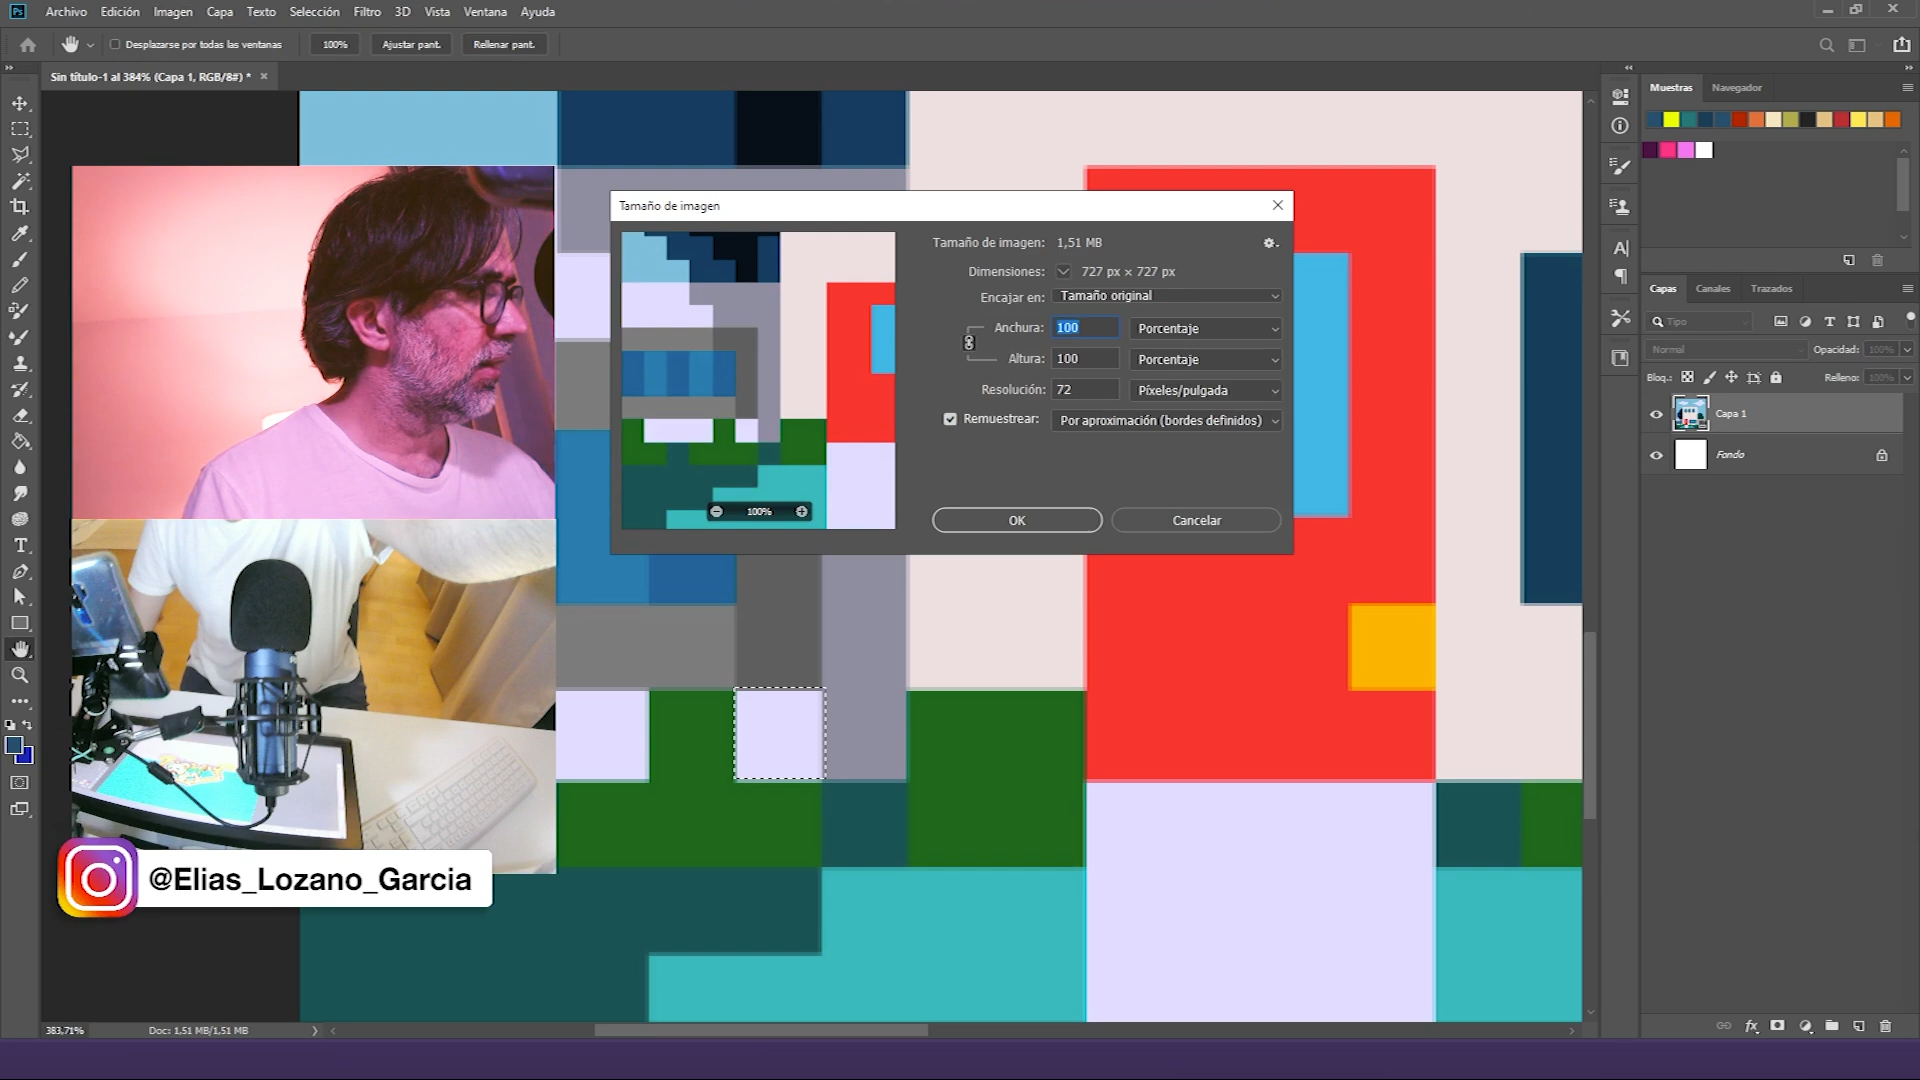 Ps Archivo Edición Imagen Capa Texto Selección Filtro 3D Vista Ventana Ayuda
Desplazarse por todas las ventanas 100% Ajustar pant. Rellenar pant.
Sin título-1 al 384% (Capa 1, RGB/8#) * ×
Muestras Navegador
Tamaño de imagen
Tamaño de imagen: 1,51 MB
Dimensiones: 727 px × 727 px
Encajar en: Tamaño original
Anchura: 100 Porcentaje
Altura: 100 Porcentaje
Resolución: 72 Píxeles/pulgada
Remuestrear: Por aproximación (bordes definidos)
100%
OK Cancelar
Capas Canales Trazados
Tipo
Normal Opacidad: 100%
Bloq.: Relleno: 100%
Capa 1
Fondo
@Elias_Lozano_Garcia
383,71% Doc: 1,51 MB/1,51 MB